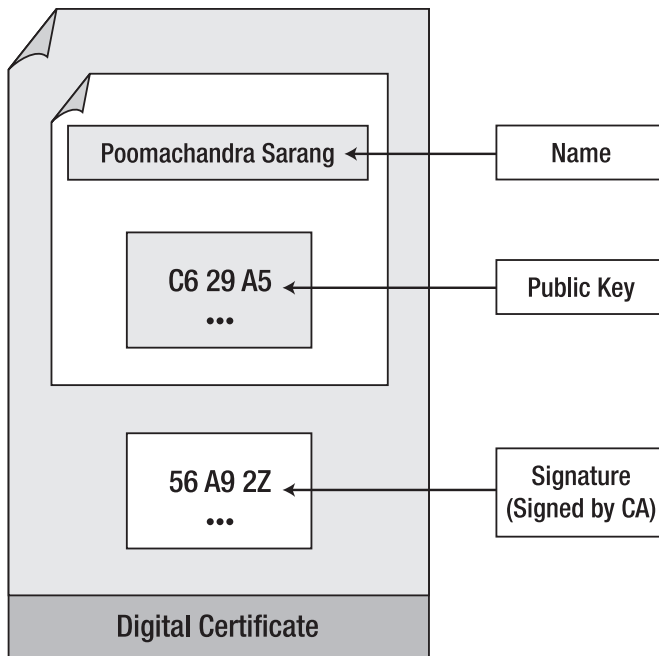 Poomachandra Sarang
Name
C6 29 A5
•••
Public Key
56 A9 2Z
•••
Signature
(Signed by CA)
Digital Certificate